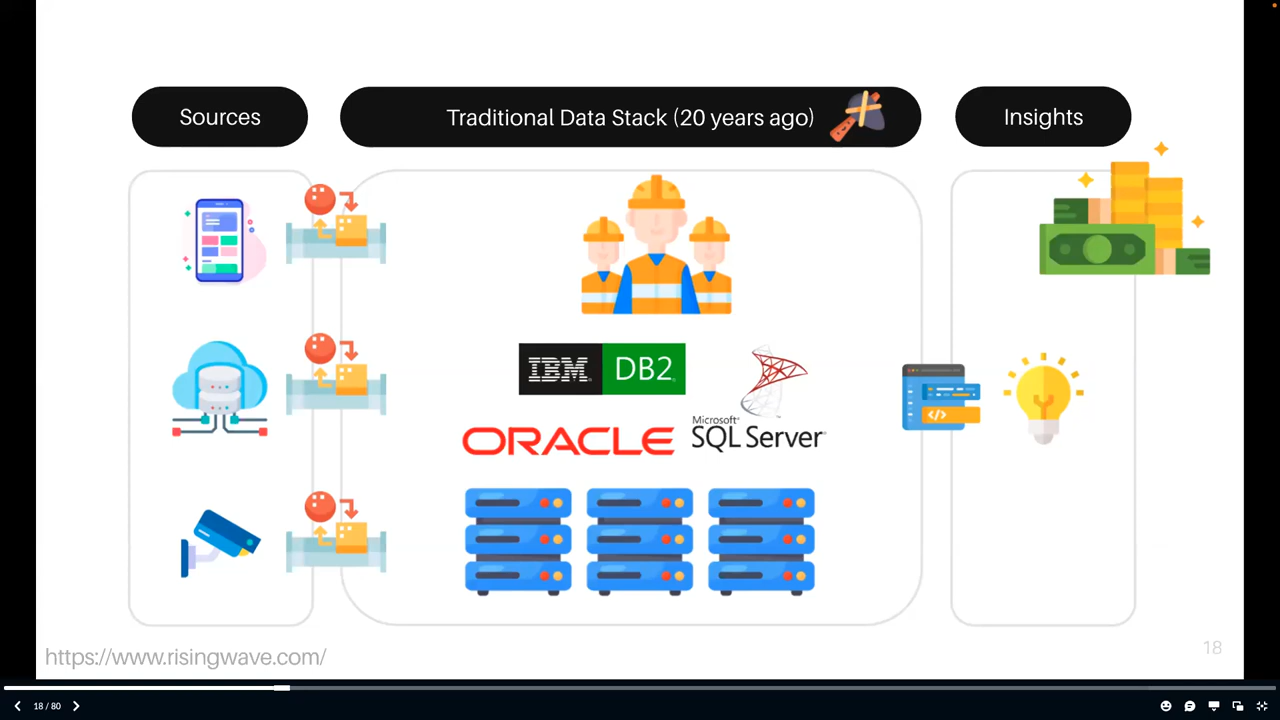 Sources
Traditional Data Stack (20 years ago)
Insights
IBM DB2
Microsoft
SQL Server
ORACLE
</>
https://www.risingwave.com/
18
18 / 80